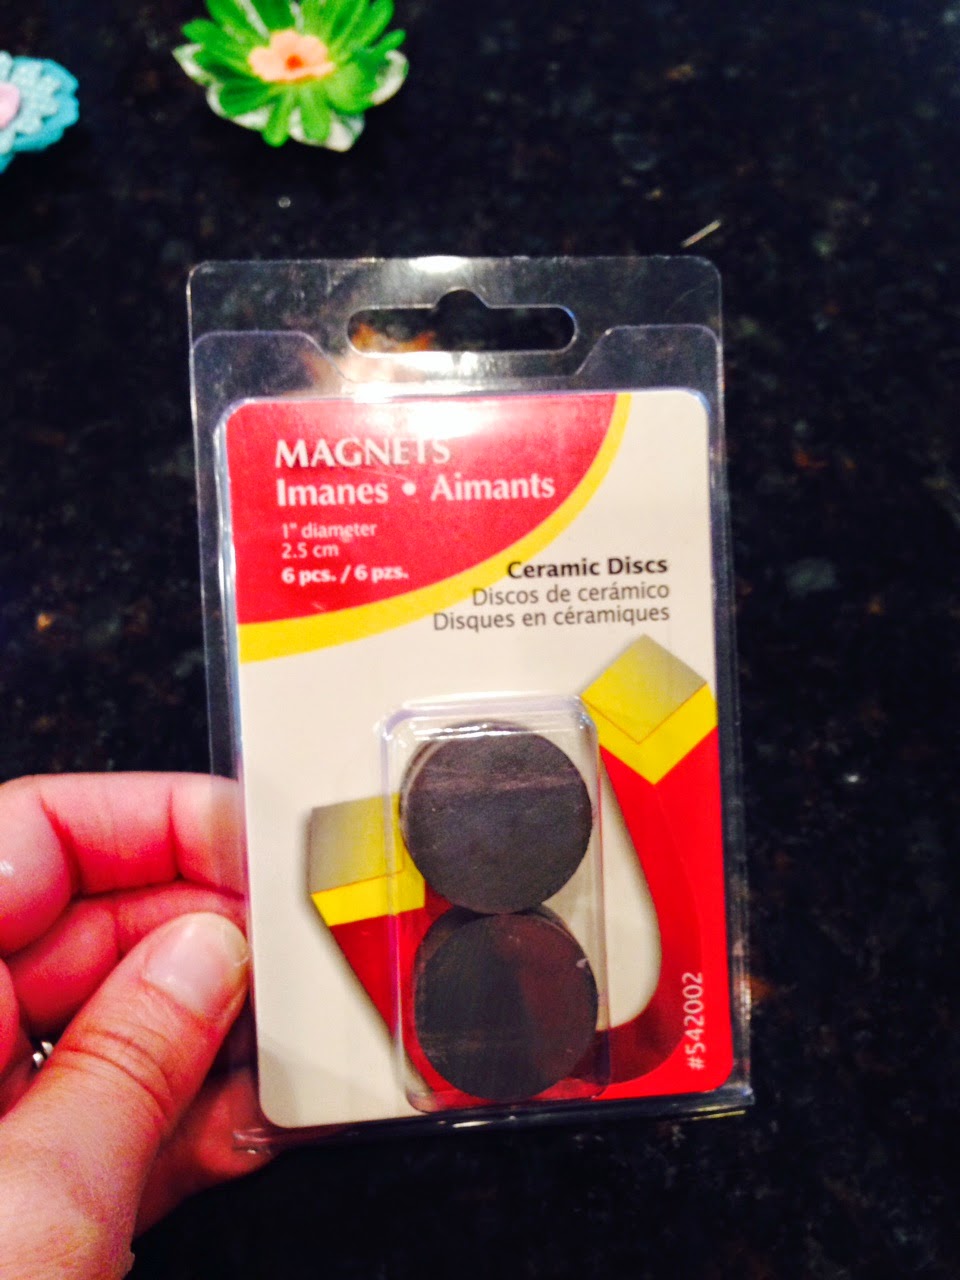 MAGNETS
Imanes • Aimants
1" diameter
2.5 cm
6 pcs. / 6 pzs.
Ceramic Discs
Discos de cerámico
Disques en céramiques
#542002